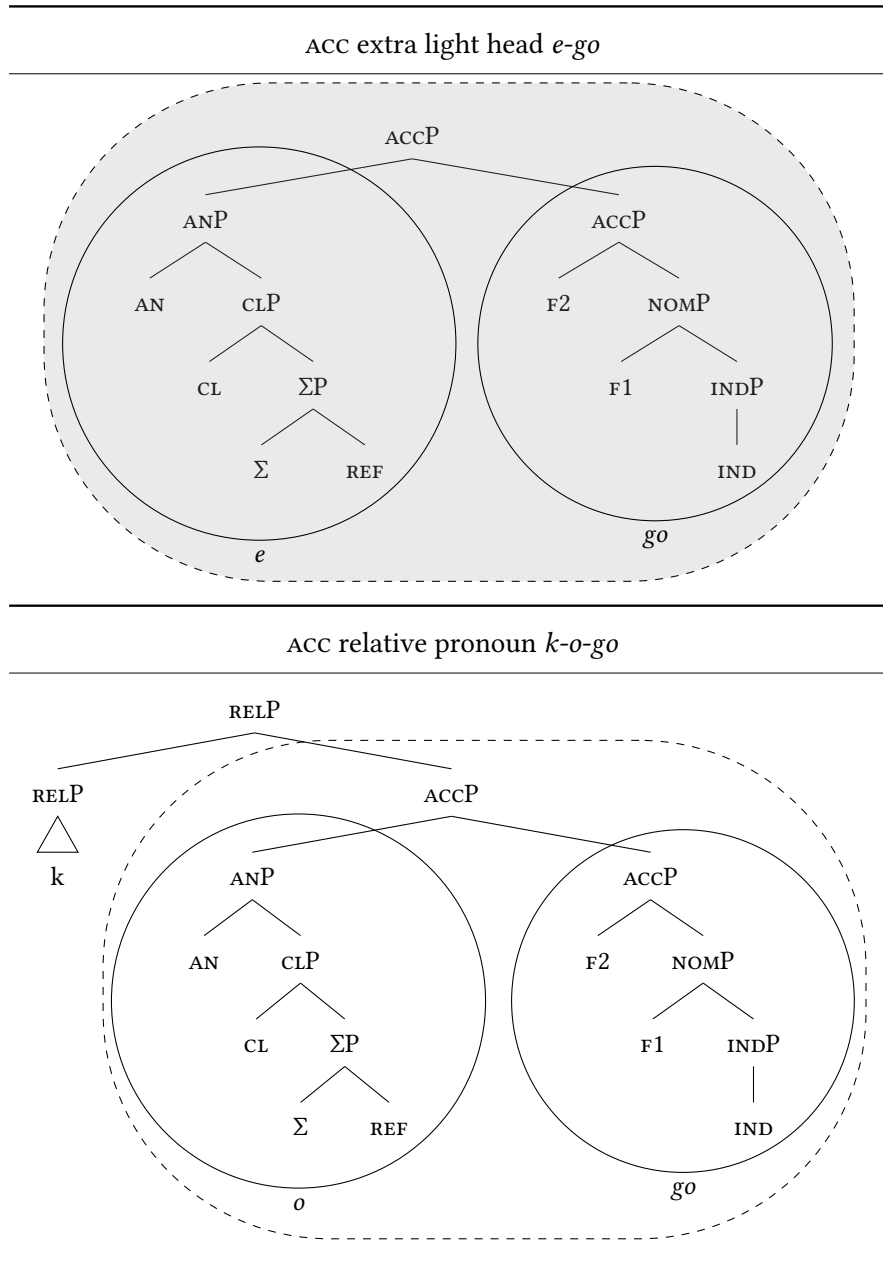 ACC extra light head e-go
ACCP
ANP ACCP
AN CLP F2 NOMP
CL ΣP F1 INDP
Σ REF IND
e go
ACC relative pronoun k-o-go
RELP
RELP ACCP
k ANP ACCP
AN CLP F2 NOMP
CL ΣP F1 INDP
Σ REF IND
o go